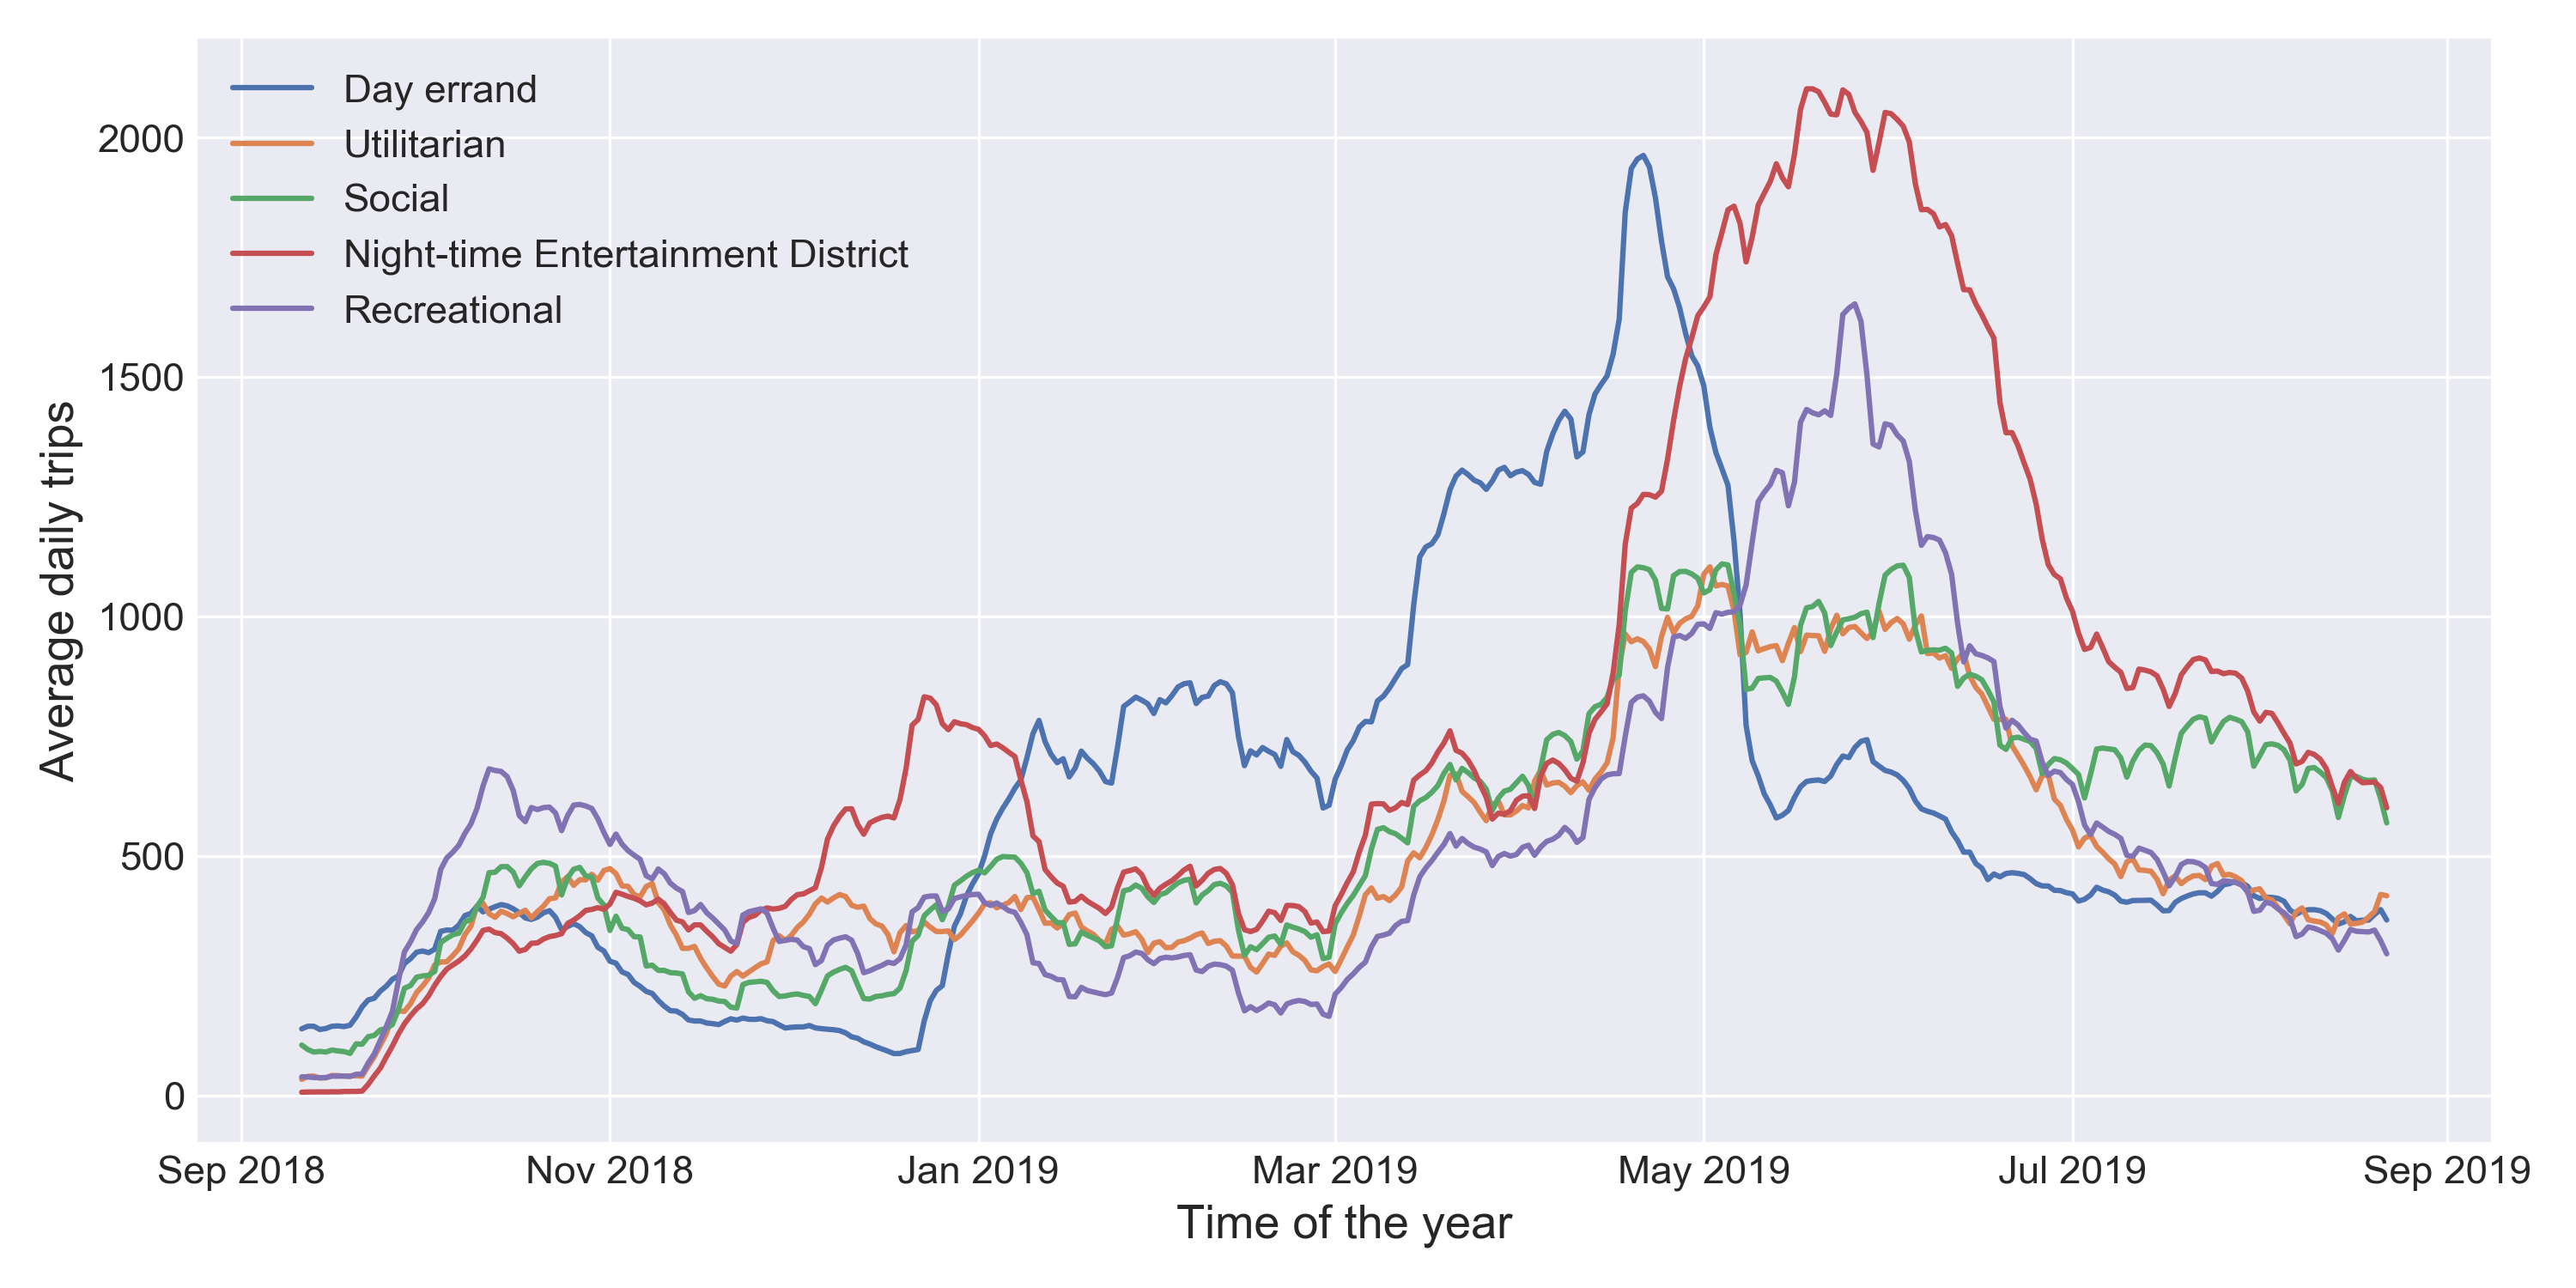 Day errand
Utilitarian
Social
Night-time Entertainment District
Recreational
2000
1500
1000
500
0
Average daily trips
Sep 2018 Nov 2018 Jan 2019 Mar 2019 May 2019 Jul 2019 Sep 2019
Time of the year